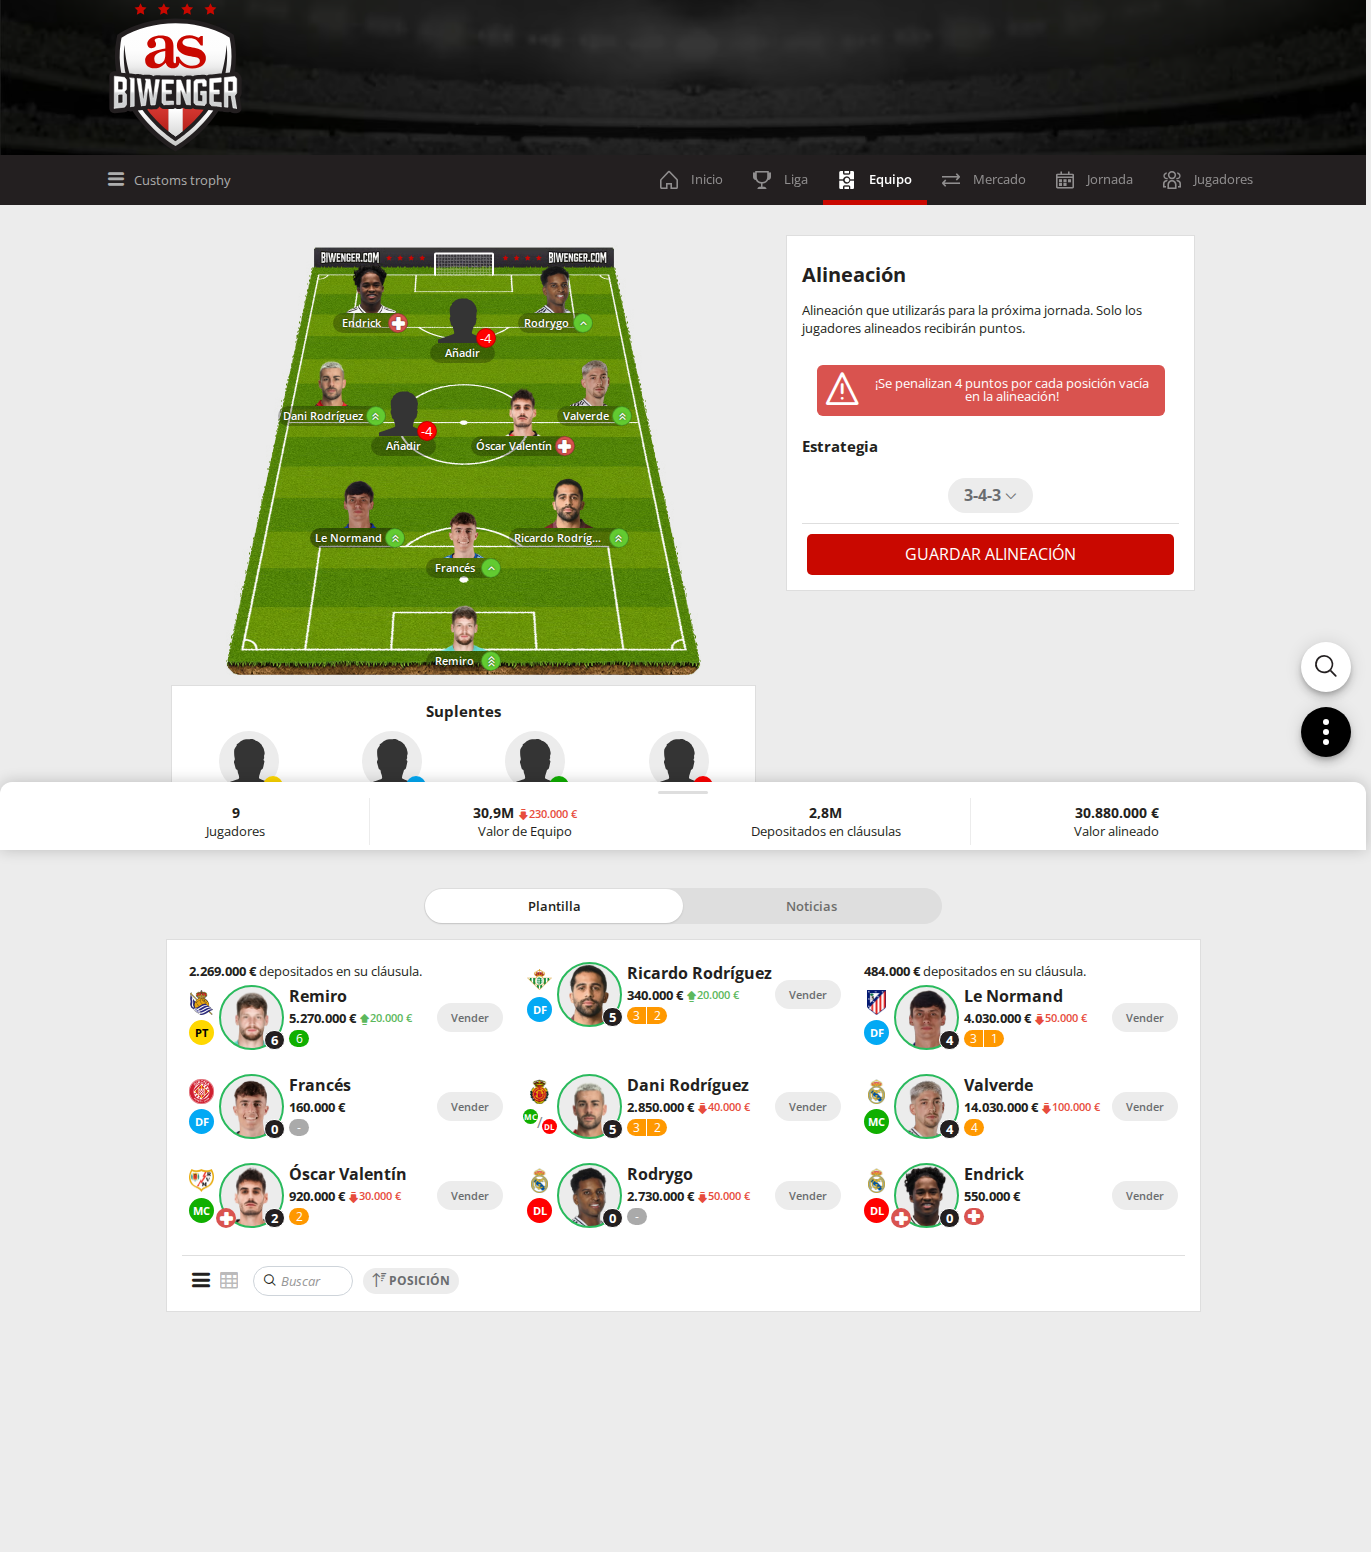 as
BIWENGER
Customs trophy
Inicio
Liga
Equipo
Mercado
Jornada
Jugadores
BIWENGER.COM
BIWENGER.COM
Endrick
Rodrygo
-4
Añadir
Dani Rodríguez
Valverde
-4
Añadir
Óscar Valentín
Le Normand
Ricardo Rodríg...
Francés
Remiro
Alineación
Alineación que utilizarás para la próxima jornada. Solo los
jugadores alineados recibirán puntos.
¡Se penalizan 4 puntos por cada posición vacía
en la alineación!
Estrategia
3-4-3
GUARDAR ALINEACIÓN
Suplentes
9
Jugadores
30,9M 230.000 €
Valor de Equipo
2,8M
Depositados en cláusulas
30.880.000 €
Valor alineado
Plantilla
Noticias
2.269.000 € depositados en su cláusula.
Remiro
5.270.000 € 20.000 €
PT
6
6
Vender
Ricardo Rodríguez
340.000 € 20.000 €
DF
5
3 2
Vender
484.000 € depositados en su cláusula.
Le Normand
4.030.000 € 50.000 €
DF
4
3 1
Vender
Francés
160.000 €
DF
0
-
Vender
Dani Rodríguez
2.850.000 € 40.000 €
MC / DL
5
3 2
Vender
Valverde
14.030.000 € 100.000 €
MC
4
4
Vender
Óscar Valentín
920.000 € 30.000 €
MC
2
2
Vender
Rodrygo
2.730.000 € 50.000 €
DL
0
-
Vender
Endrick
550.000 €
DL
0
Vender
Buscar
POSICIÓN